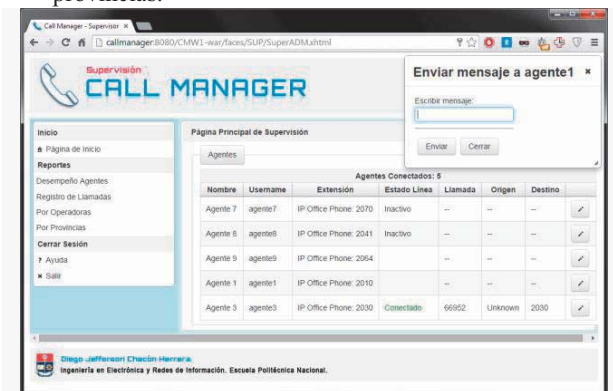 provincias.
Call Manager - Supervisor
callmanager:8080/CMW1-war/faces/SUP/SuperADM.xhtml
Supervisión
CALL MANAGER
Enviar mensaje a agente1
Escribir mensaje:
Enviar Cerrar
Inicio
Página de Inicio
Reportes
Desempeño Agentes
Registro de Llamadas
Por Operadoras
Por Provincias
Cerrar Sesión
? Ayuda
Salir
Página Principal de Supervisión
Agentes
Agentes Conectados: 5
Nombre Username Extensión Estado Línea Llamada Origen Destino
Agente 7 agente7 IP Office Phone: 2070 Inactivo -- -- --
Agente 8 agente8 IP Office Phone: 2041 Inactivo -- -- --
Agente 9 agente9 IP Office Phone: 2064 -- -- --
Agente 1 agente1 IP Office Phone: 2010 -- -- --
Agente 3 agente3 IP Office Phone: 2030 Conectado 66952 Unknown 2030
Diego Jefferson Chacón Herrera
Ingeniería en Electrónica y Redes de Información. Escuela Politécnica Nacional.